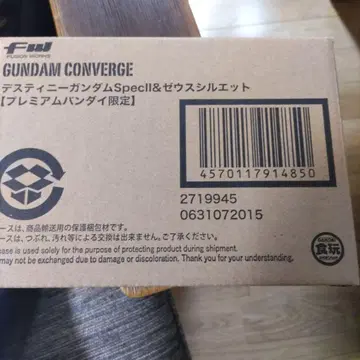 FW
FUSION WORKS
GUNDAM CONVERGE
デスティニーガンダムSpecII&ゼウスシルエット
【プレミアムバンダイ限定】
4570117914850
2719945
0631072015
ースは、商品輸送用の保護梱包材です。
ースは、つぶれ、汚れ等による交換は出来ません。ご了承ください。
ase is used solely for the purpose of protecting product during shipment.
may not be exchanged due to damage or discoloration. Thank you for your understanding.
BANDAI
食玩